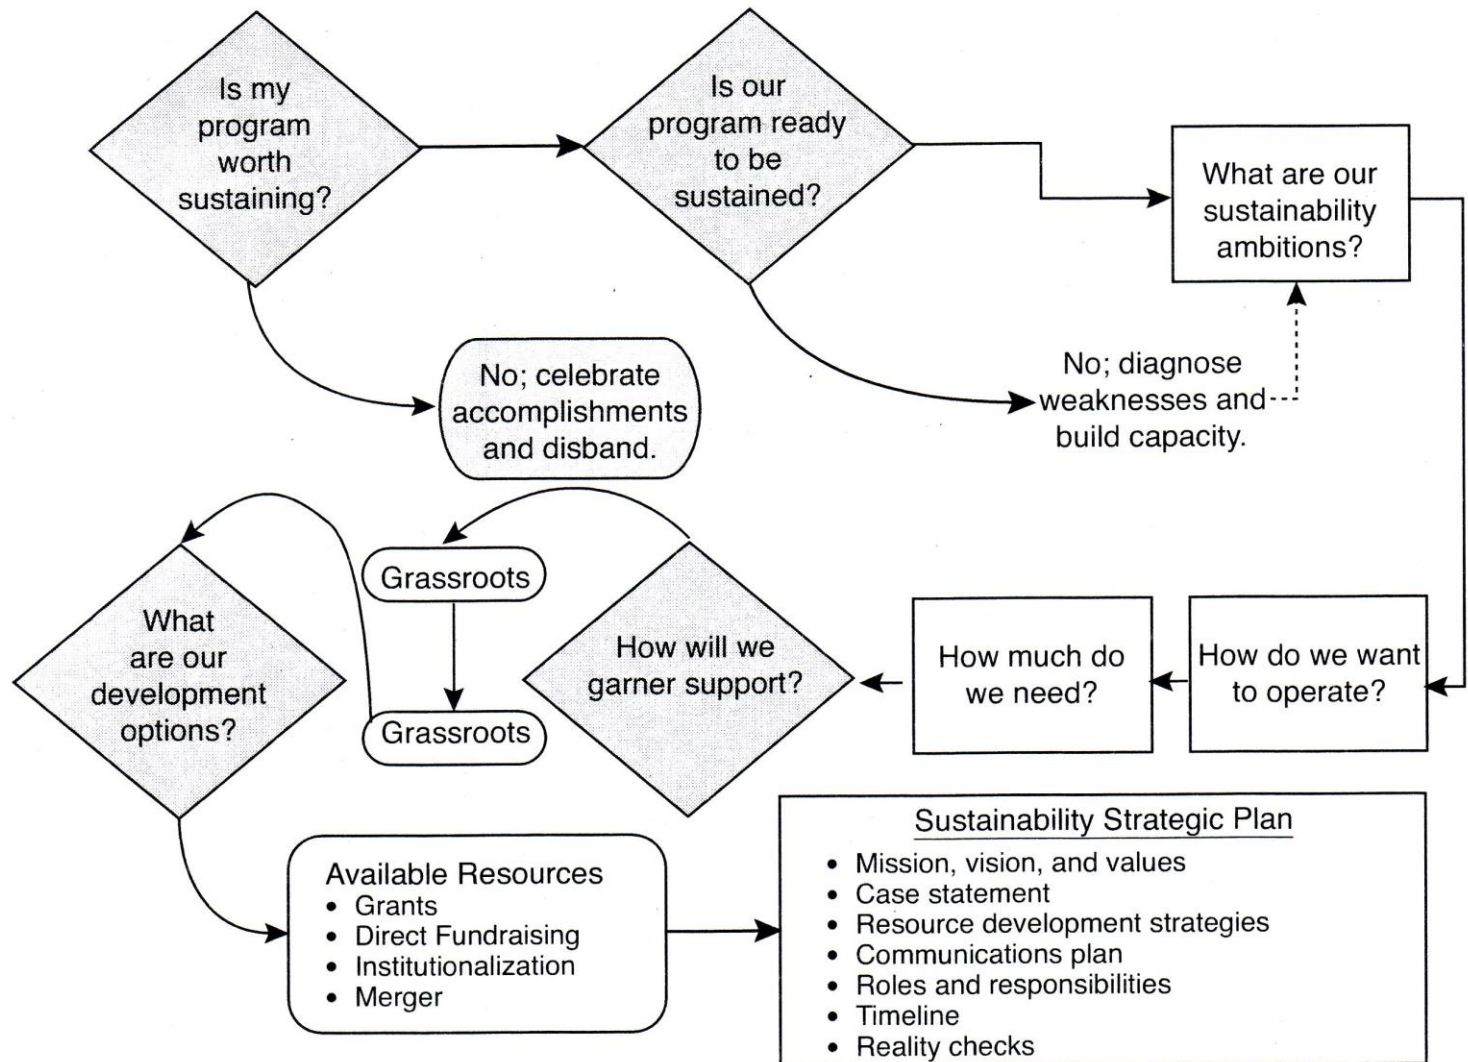 Is my
program
worth
sustaining?
Is our
program ready
to be
sustained?
What are our
sustainability
ambitions?
No; celebrate
accomplishments
and disband.
No; diagnose
weaknesses and
build capacity.
Grassroots
Grassroots
What
are our
development
options?
How will we
garner support?
How much do
we need?
How do we want
to operate?
Available Resources
• Grants
• Direct Fundraising
• Institutionalization
• Merger
Sustainability Strategic Plan
• Mission, vision, and values
• Case statement
• Resource development strategies
• Communications plan
• Roles and responsibilities
• Timeline
• Reality checks